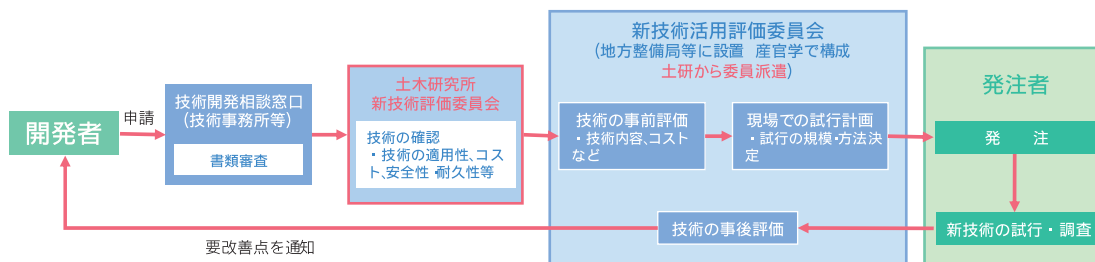 開発者
申請
技術開発相談窓口
(技術事務所等)
書類審査
土木研究所
新技術評価委員会
技術の確認
・技術の適用性、コス
ト、安全性・耐久性等
新技術活用評価委員会
(地方整備局等に設置 産官学で構成
土研から委員派遣)
技術の事前評価
・技術内容、コスト
など
現場での試行計画
・試行の規模・方法決
定
発注者
発 注
新技術の試行・調査
技術の事後評価
要改善点を通知